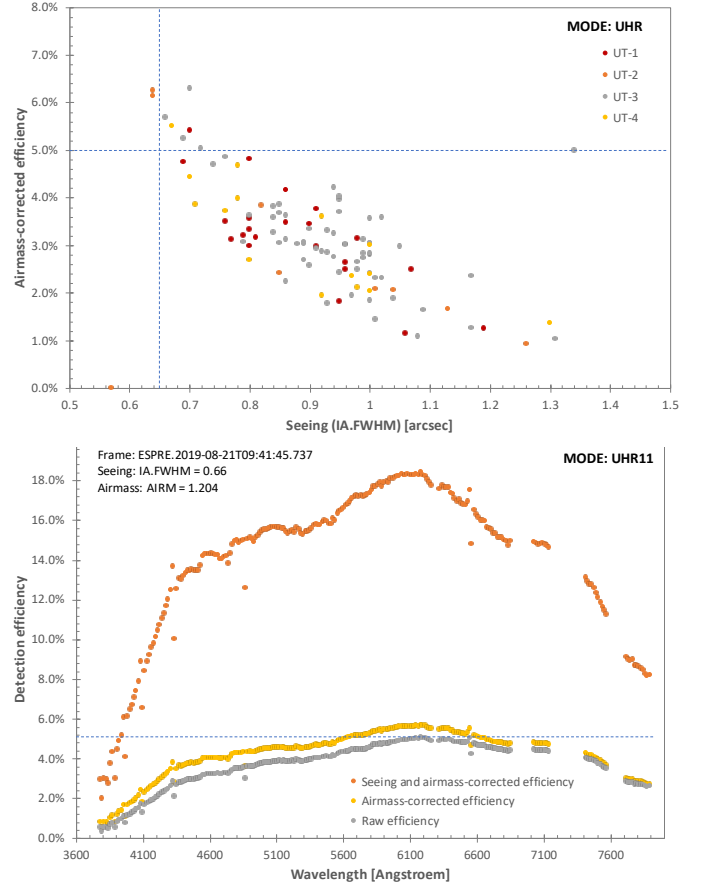 8.0%
MODE: UHR
7.0%
UT-1
UT-2
UT-3
6.0%
UT-4
5.0%
4.0%
3.0%
2.0%
1.0%
0.0%
Airmass-corrected efficiency
0.5 0.6 0.7 0.8 0.9 1 1.1 1.2 1.3 1.4 1.5
Seeing (IA.FWHM) [arcsec]
Frame: ESPRE.2019-08-21T09:41:45.737
MODE: UHR11
Seeing: IA.FWHM = 0.66
Airmass: AIRM = 1.204
18.0%
16.0%
14.0%
12.0%
10.0%
8.0%
6.0%
4.0%
2.0%
0.0%
Detection efficiency
Seeing and airmass-corrected efficiency
Airmass-corrected efficiency
Raw efficiency
3600 4100 4600 5100 5600 6100 6600 7100 7600
Wavelength [Angstroem]